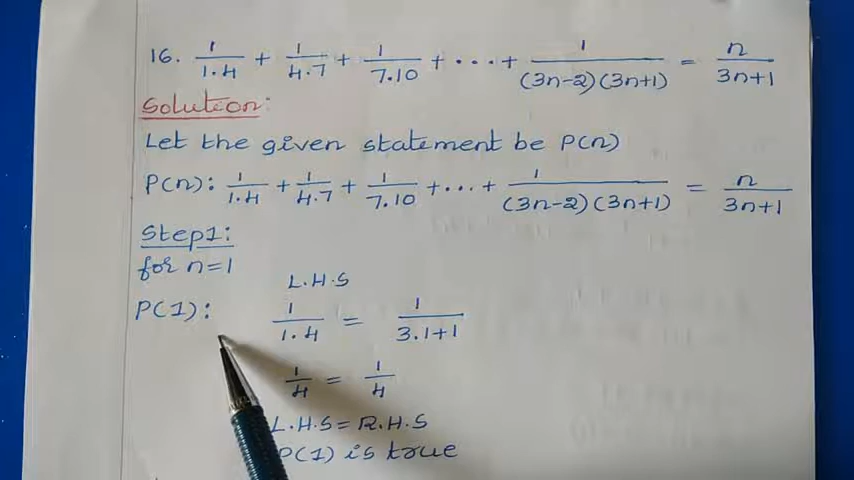 16. 1/1.4 + 1/4.7 + 1/7.10 + ... + 1/(3n-2)(3n+1) = n/3n+1
Solution:
Let the given statement be P(n)
P(n): 1/1.4 + 1/4.7 + 1/7.10 + ... + 1/(3n-2)(3n+1) = n/3n+1
Step1:
for n=1
L.H.S
P(1): 1/1.4 = 1/3.1+1
1/4 = 1/4
L.H.S = R.H.S
P(1) is true